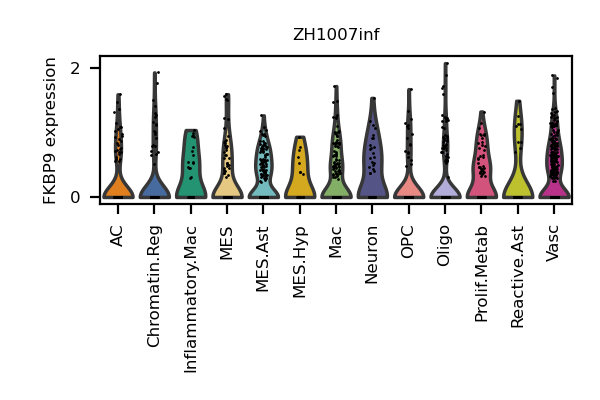 ZH1007inf
FKBP9 expression
2
0
AC
Chromatin.Reg
Inflammatory.Mac
MES
MES.Ast
MES.Hyp
Mac
Neuron
OPC
Oligo
Prolif.Metab
Reactive.Ast
Vasc